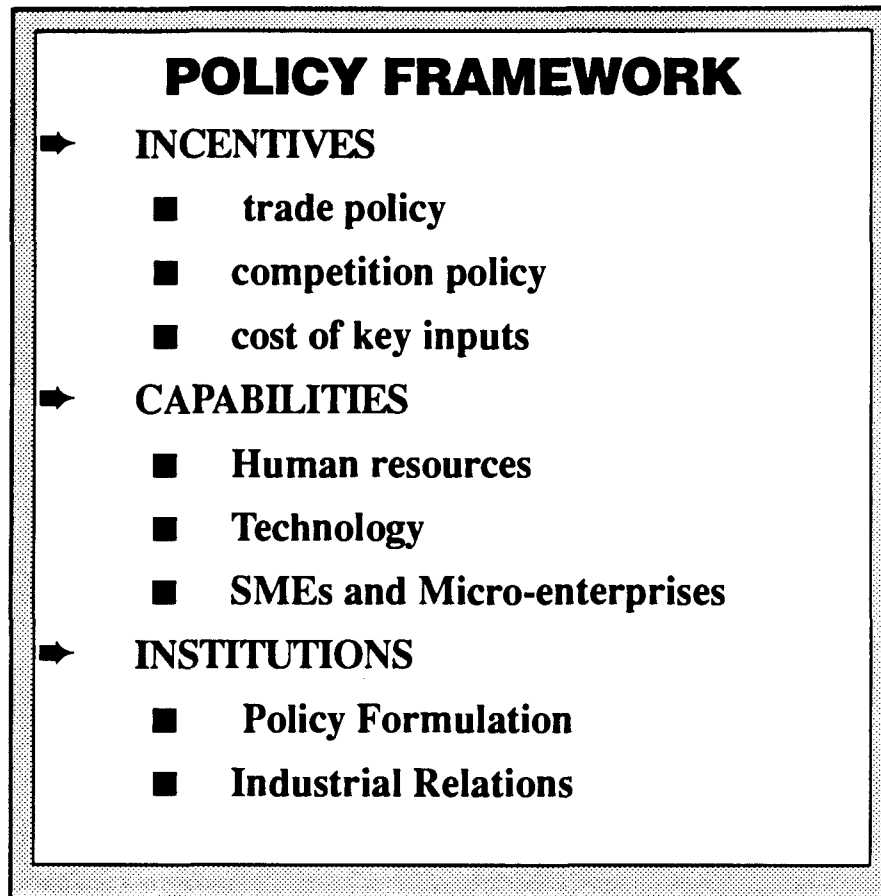 POLICY FRAMEWORK
INCENTIVES
trade policy
competition policy
cost of key inputs
CAPABILITIES
Human resources
Technology
SMEs and Micro-enterprises
INSTITUTIONS
Policy Formulation
Industrial Relations